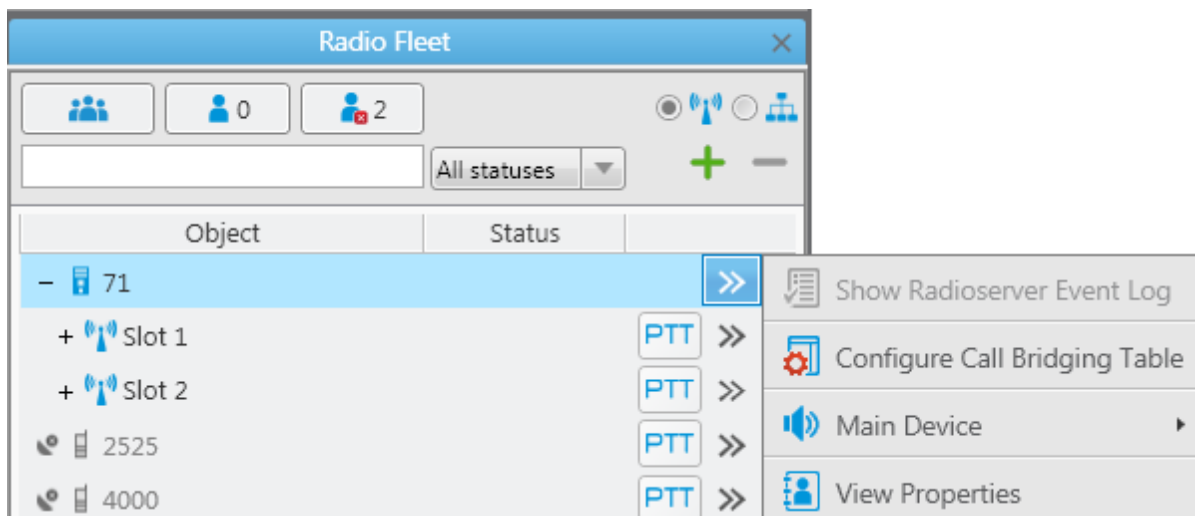 Radio Fleet
0 2
All statuses
Object Status
71
Show Radioserver Event Log
Slot 1 PTT
Configure Call Bridging Table
Slot 2 PTT
Main Device
2525 PTT
4000 PTT
View Properties